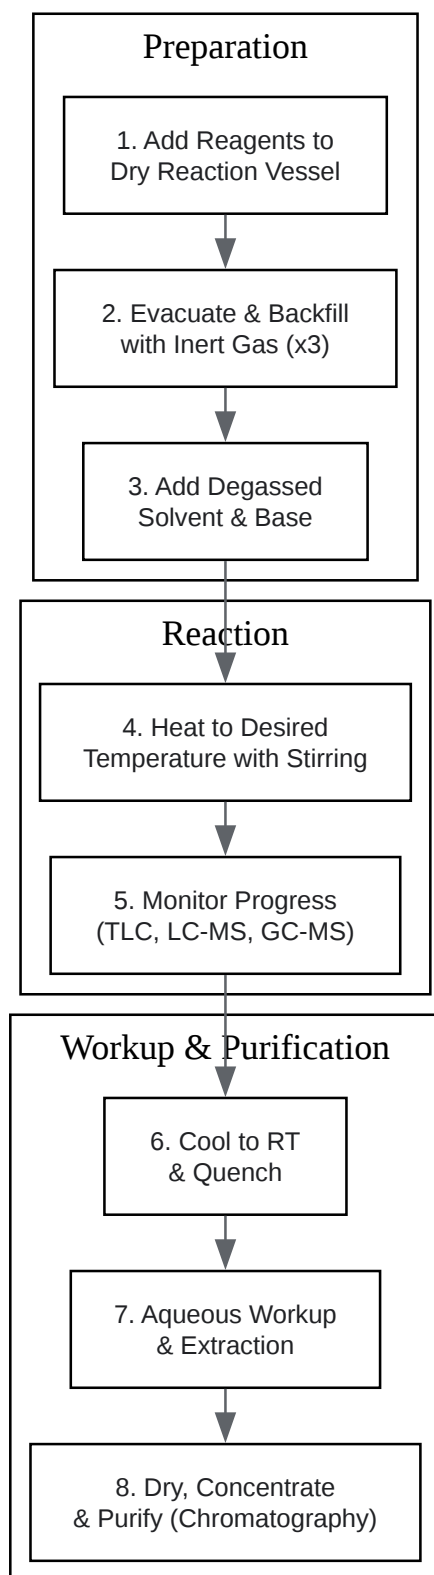 Preparation
1. Add Reagents to
Dry Reaction Vessel
2. Evacuate & Backfill
with Inert Gas (x3)
3. Add Degassed
Solvent & Base
Reaction
4. Heat to Desired
Temperature with Stirring
5. Monitor Progress
(TLC, LC-MS, GC-MS)
Workup & Purification
6. Cool to RT
& Quench
7. Aqueous Workup
& Extraction
8. Dry, Concentrate
& Purify (Chromatography)